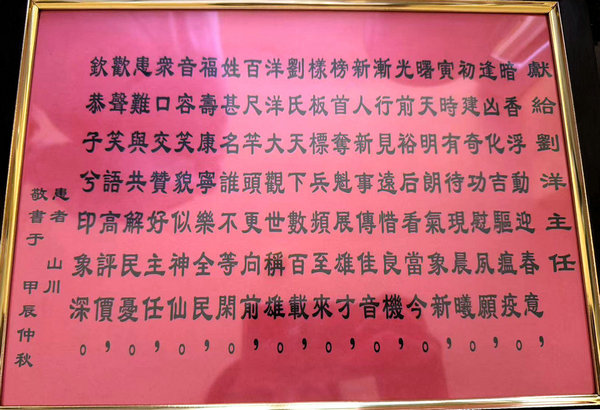 獻給劉洋主任
暗香浮動迎春意，
逢凶化吉驅瘟疫。
初建奇功慰夙願，
寅時有待現晨曦。
曙天明朗氣象新，
光前裕后看當今。
漸行見遠惜良機，
新人新事傳佳音。
榜首奪魁展雄才，
樣板標兵頻至來。
劉氏天下數百載，
洋洋大觀世稱雄。
百尺竿頭更向前，
姓甚名誰不等閑。
福壽康寧樂全民，
音容笑貌似神仙。
衆口交贊好主任，
患難與共解民憂。
歡聲笑語高評價，
欽恭子兮印象深。
患者 山川
敬書于 甲辰仲秋